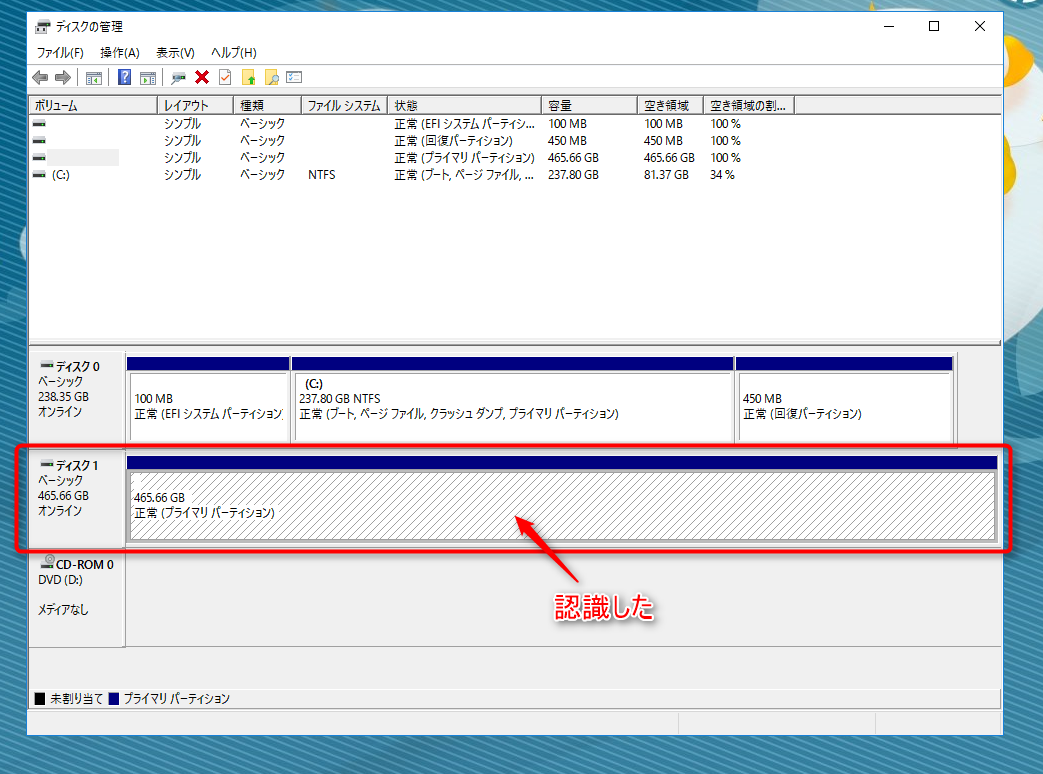 ディスクの管理
ファイル(F) 操作(A) 表示(V) ヘルプ(H)
ボリューム レイアウト 種類 ファイル システム 状態 容量 空き領域 空き領域の割...
シンプル ベーシック 正常 (EFI システム パーティシ... 100 MB 100 MB 100 %
シンプル ベーシック 正常 (回復パーティション) 450 MB 450 MB 100 %
シンプル ベーシック 正常 (プライマリ パーティション) 465.66 GB 465.66 GB 100 %
(C:) シンプル ベーシック NTFS 正常 (ブート, ページ ファイル, ... 237.80 GB 81.37 GB 34 %
ディスク 0
ベーシック
238.35 GB
オンライン
100 MB
正常 (EFI システム パーティション)
(C:)
237.80 GB NTFS
正常 (ブート, ページ ファイル, クラッシュ ダンプ, プライマリ パーティション)
450 MB
正常 (回復パーティション)
ディスク 1
ベーシック
465.66 GB
オンライン
465.66 GB
正常 (プライマリ パーティション)
認識した
CD-ROM 0
DVD (D:)
メディアなし
未割り当て プライマリ パーティション